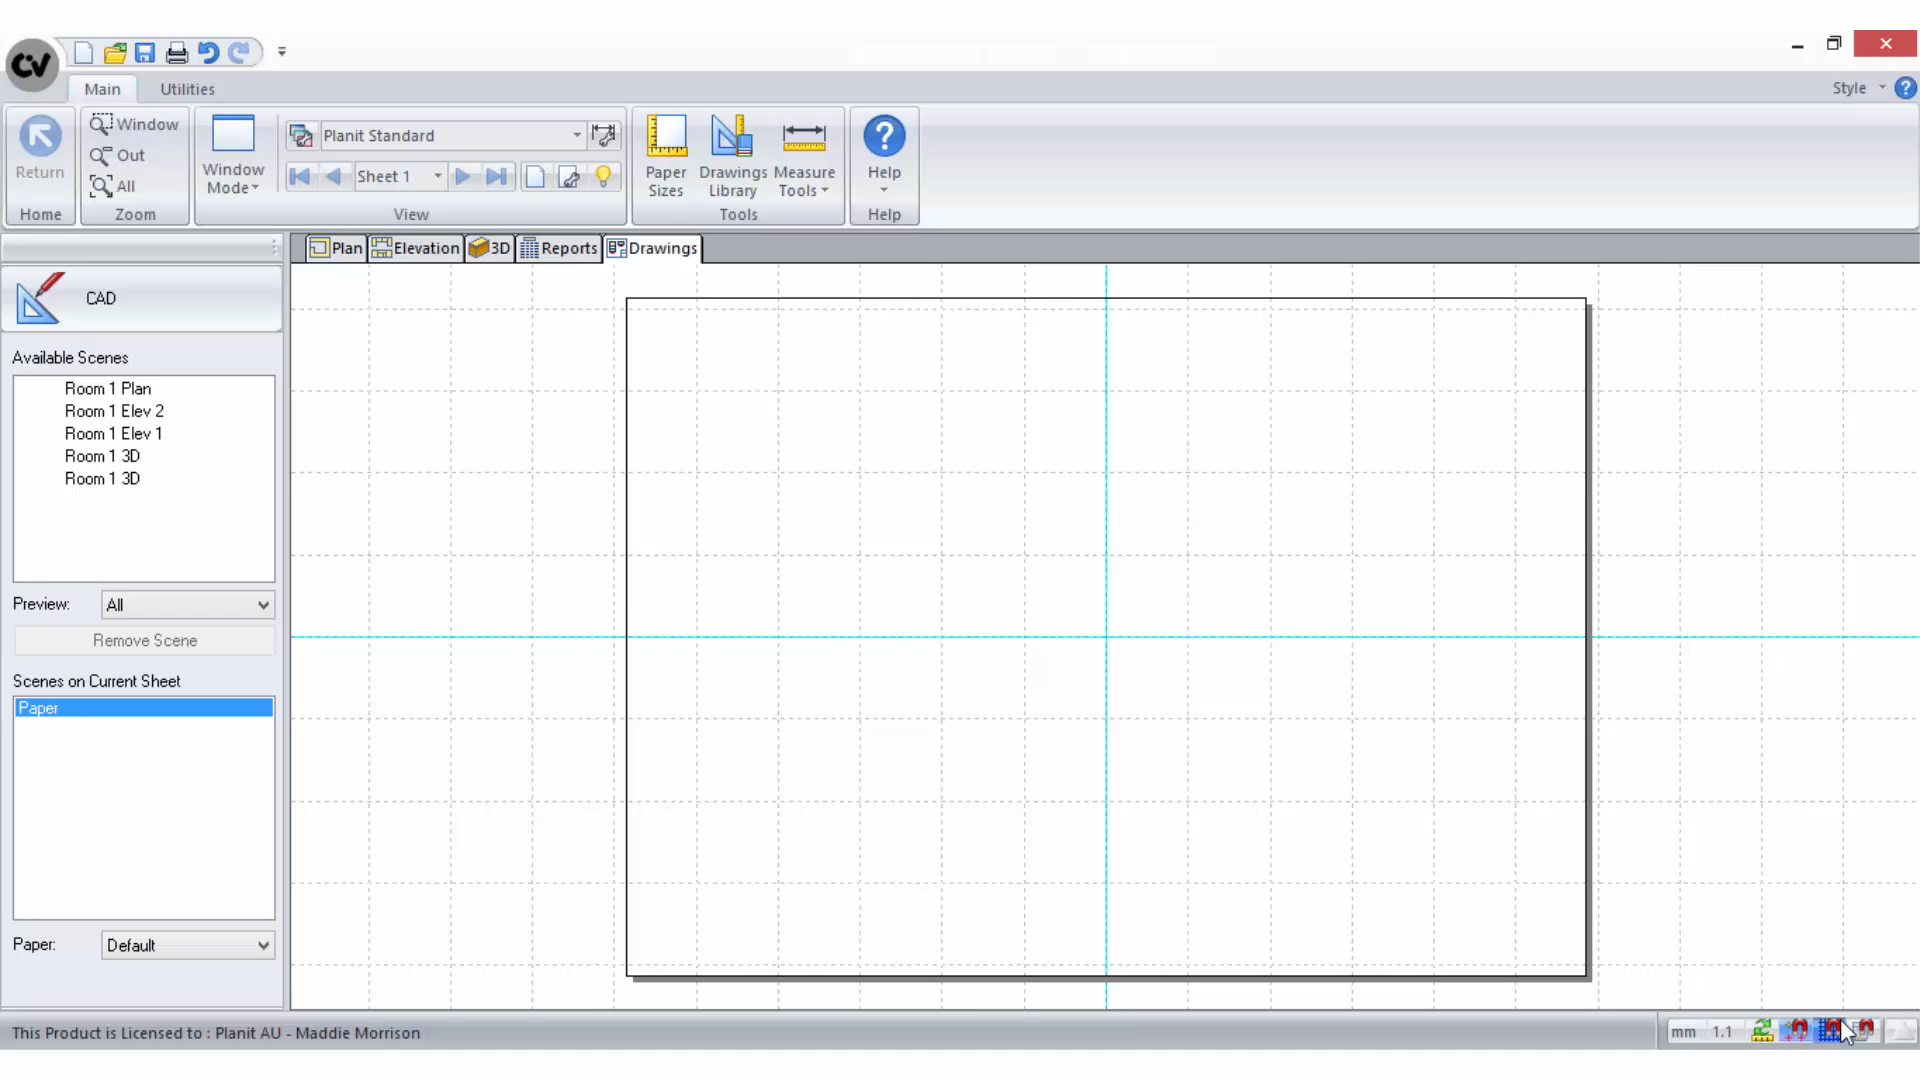 CV
Main
Utilities
Style
Return
Home
Window
Out
All
Zoom
Window
Mode
Planit Standard
Sheet 1
View
Paper
Sizes
Drawings
Library
Measure
Tools
Tools
Help
Help
Plan
Elevation
3D
Reports
Drawings
CAD
Available Scenes
Room 1 Plan
Room 1 Elev 2
Room 1 Elev 1
Room 1 3D
Room 1 3D
Preview:
All
Remove Scene
Scenes on Current Sheet
Paper
Paper:
Default
This Product is Licensed to : Planit AU - Maddie Morrison
mm
1.1